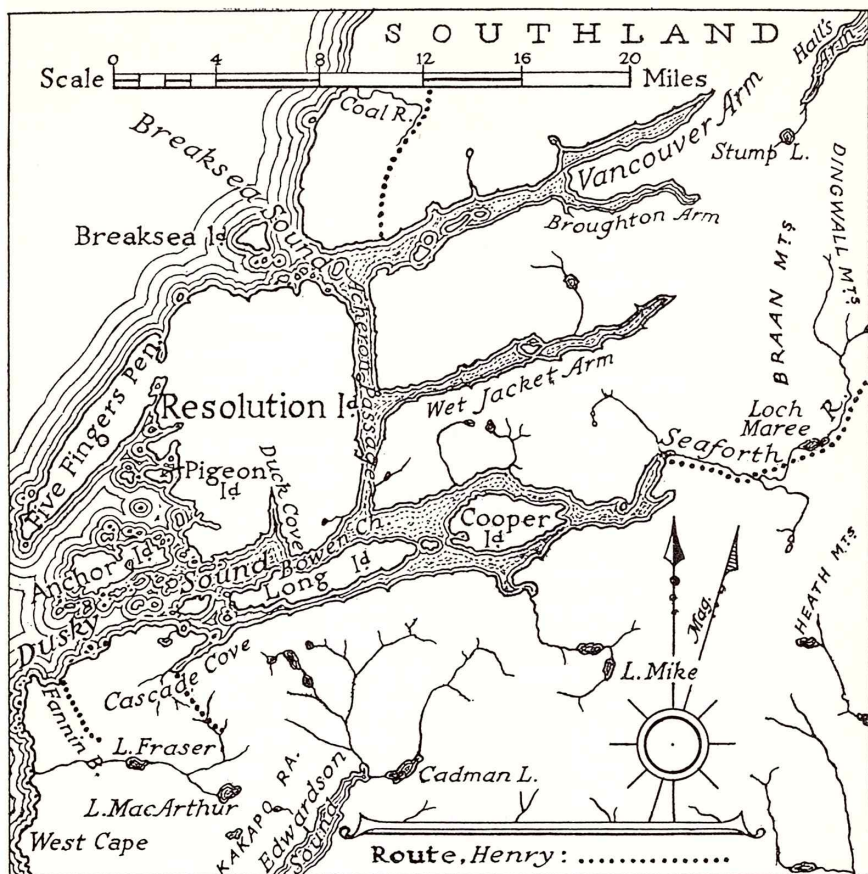 SOUTHLAND
Hall's Arm
Scale 0 4 8 12 16 20 Miles
Coal R.
Breaksea Sound
Vancouver Arm
Stump L.
DINGWALL MTS
Broughton Arm
Breaksea Id
BRAAN MTS
Acheron Passage
Five Fingers Pen.
Resolution Id
Wet Jacket Arm
Loch
Maree
Seaforth R.
Pigeon
Id
Duck Cove
Cooper
Id
Bowen Ch.
Anchor Id
Long Id
Dusky Sound
HEATH MTS
Mag.
Cascade Cove
L. Mike
Fannin B.
L. Fraser
Cadman L.
L. MacArthur
KAKAPO RA.
Edwardson
Sound
West Cape
Route, Henry: ..............